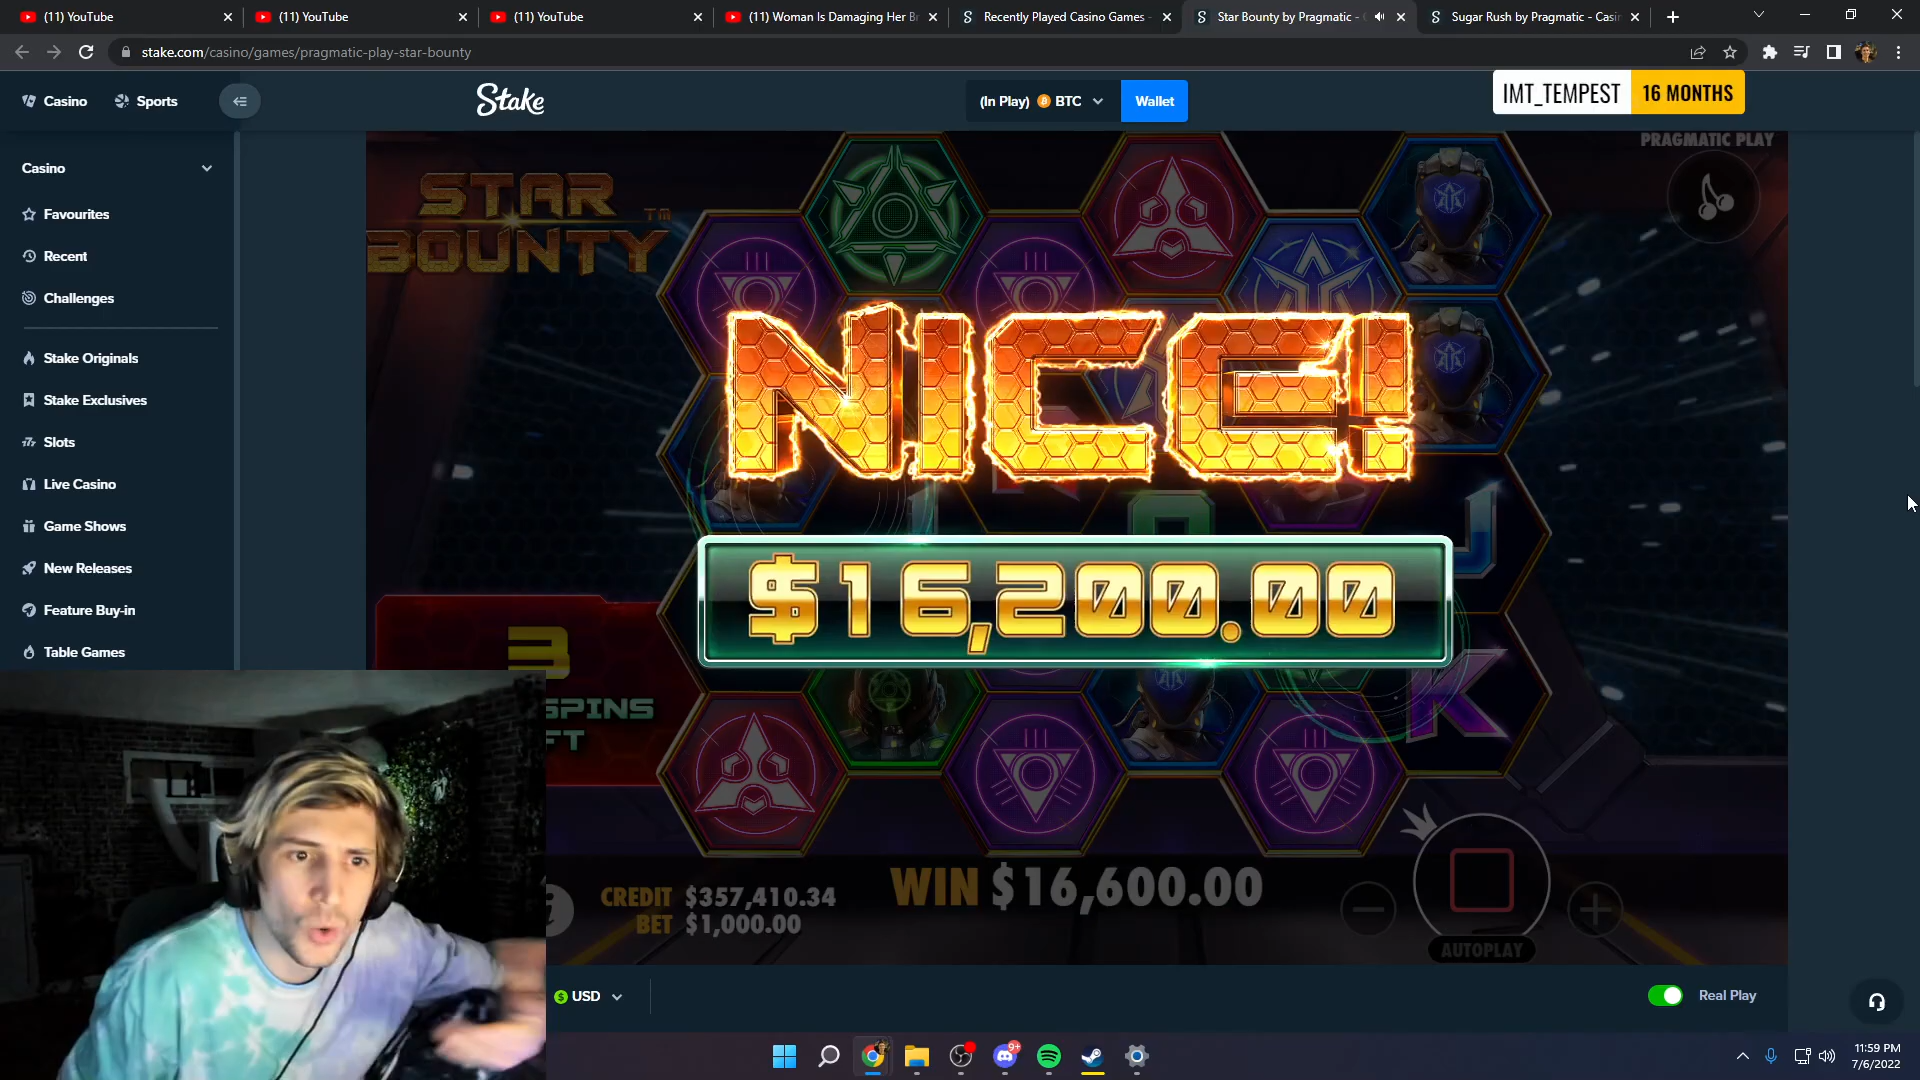 (11) YouTube
(11) YouTube
(11) YouTube
(11) Woman Is Damaging Her Br
Recently Played Casino Games -
Star Bounty by Pragmatic -
Sugar Rush by Pragmatic - Casin
stake.com/casino/games/pragmatic-play-star-bounty
Casino
Sports
Stake
(In Play) BTC
Wallet
IMT_TEMPEST
16 MONTHS
PRAGMATIC PLAY
Casino
Favourites
Recent
Challenges
Stake Originals
Stake Exclusives
Slots
Live Casino
Game Shows
New Releases
Feature Buy-in
Table Games
STAR
BOUNTY™
NICE!
$16,200.00
J
K
3
SPINS
FT
CREDIT $357,410.34
BET $1,000.00
WIN $16,600.00
AUTOPLAY
USD
Real Play
9+
11:59 PM
7/6/2022